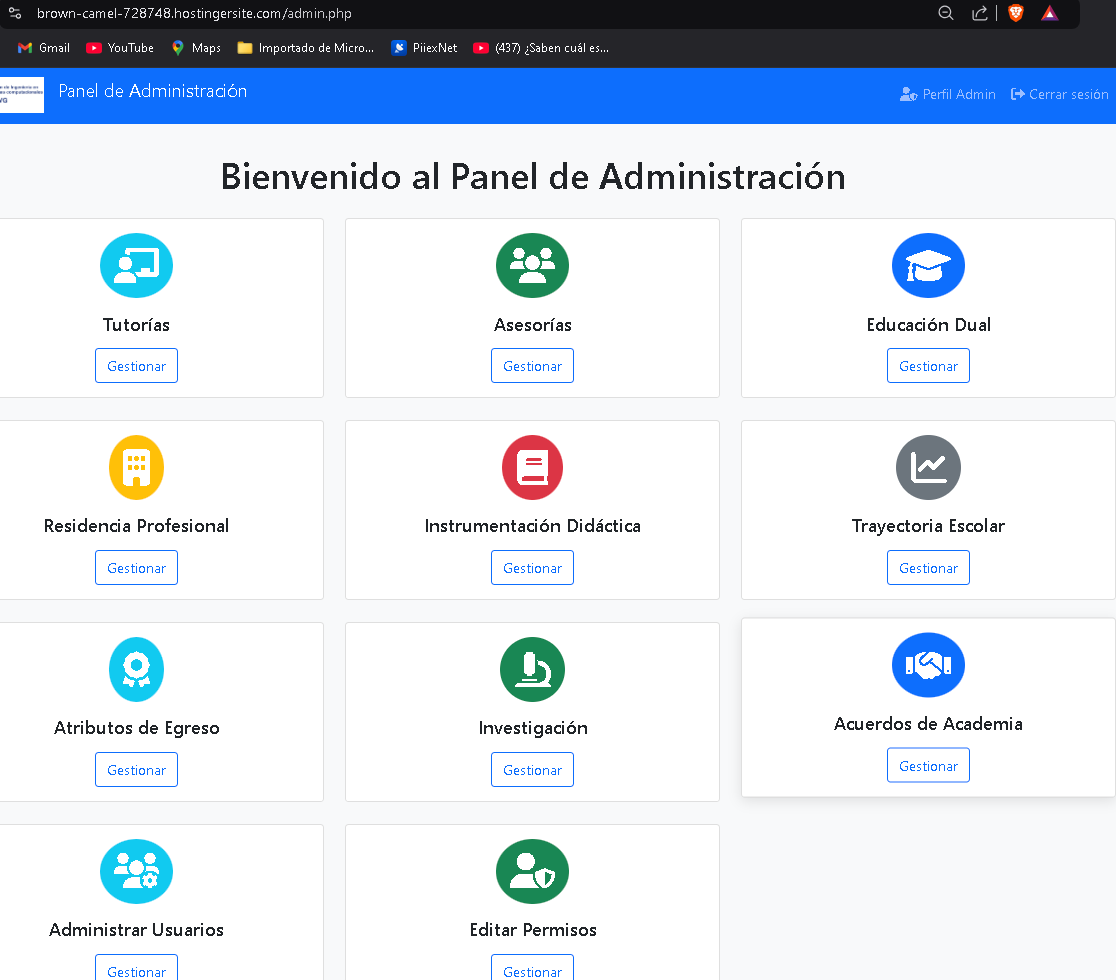 brown-camel-728748.hostingersite.com/admin.php
Gmail YouTube Maps Importado de Micro... PiiexNet (437) ¿Saben cuál es...
Panel de Administración Perfil Admin Cerrar sesión
Bienvenido al Panel de Administración
Tutorías
Gestionar
Asesorías
Gestionar
Educación Dual
Gestionar
Residencia Profesional
Gestionar
Instrumentación Didáctica
Gestionar
Trayectoria Escolar
Gestionar
Atributos de Egreso
Gestionar
Investigación
Gestionar
Acuerdos de Academia
Gestionar
Administrar Usuarios
Gestionar
Editar Permisos
Gestionar